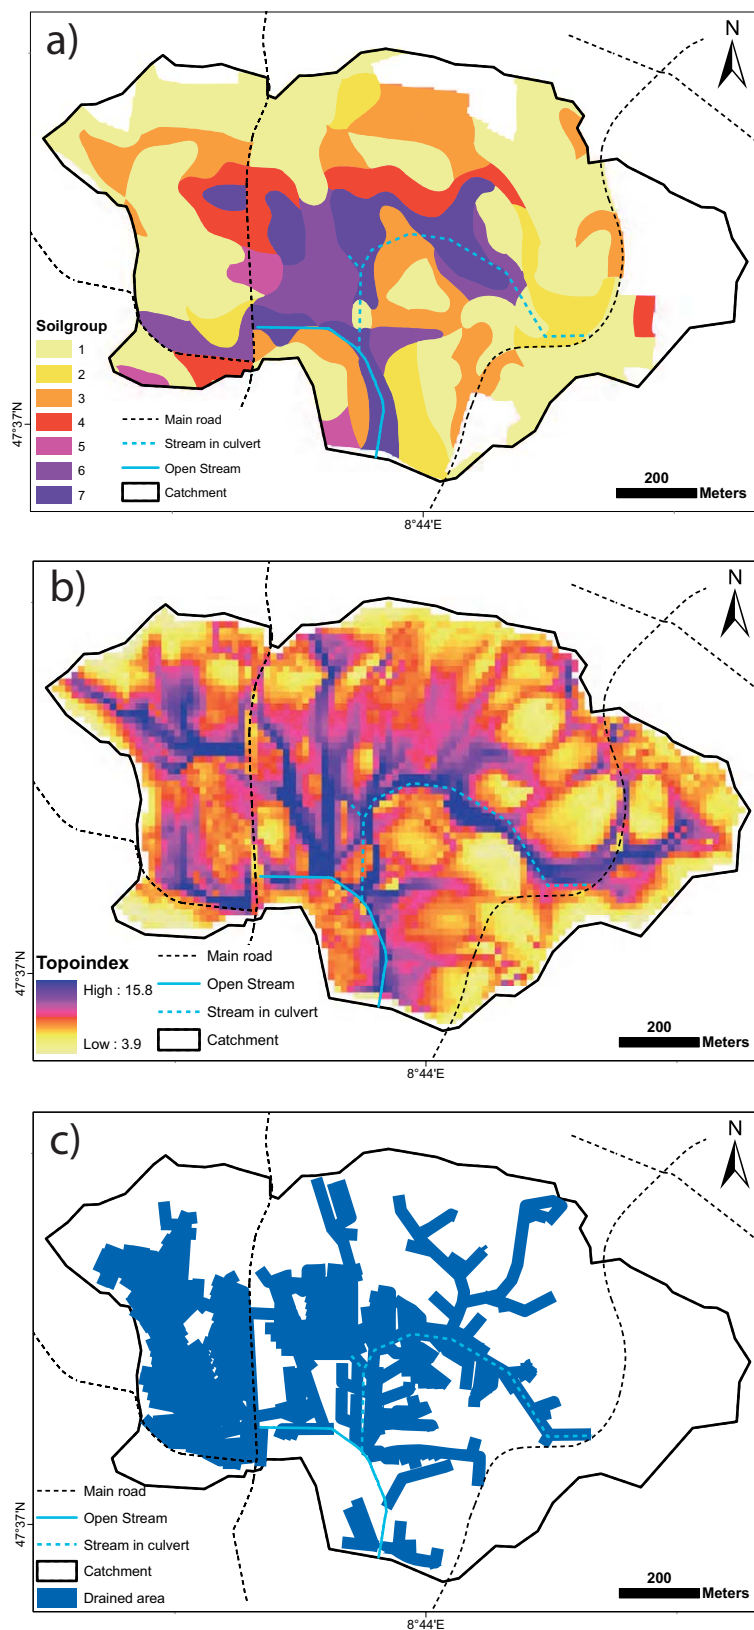 a)
N
Soilgroup
1
2
3
4
5
6
7
Main road
Stream in culvert
Open Stream
Catchment
200
Meters
47°37'N
8°44'E
b)
N
Topoindex
High : 15.8
Low : 3.9
Main road
Open Stream
Stream in culvert
Catchment
200
Meters
47°37'N
8°44'E
c)
N
Main road
Open Stream
Stream in culvert
Catchment
Drained area
200
Meters
47°37'N
8°44'E